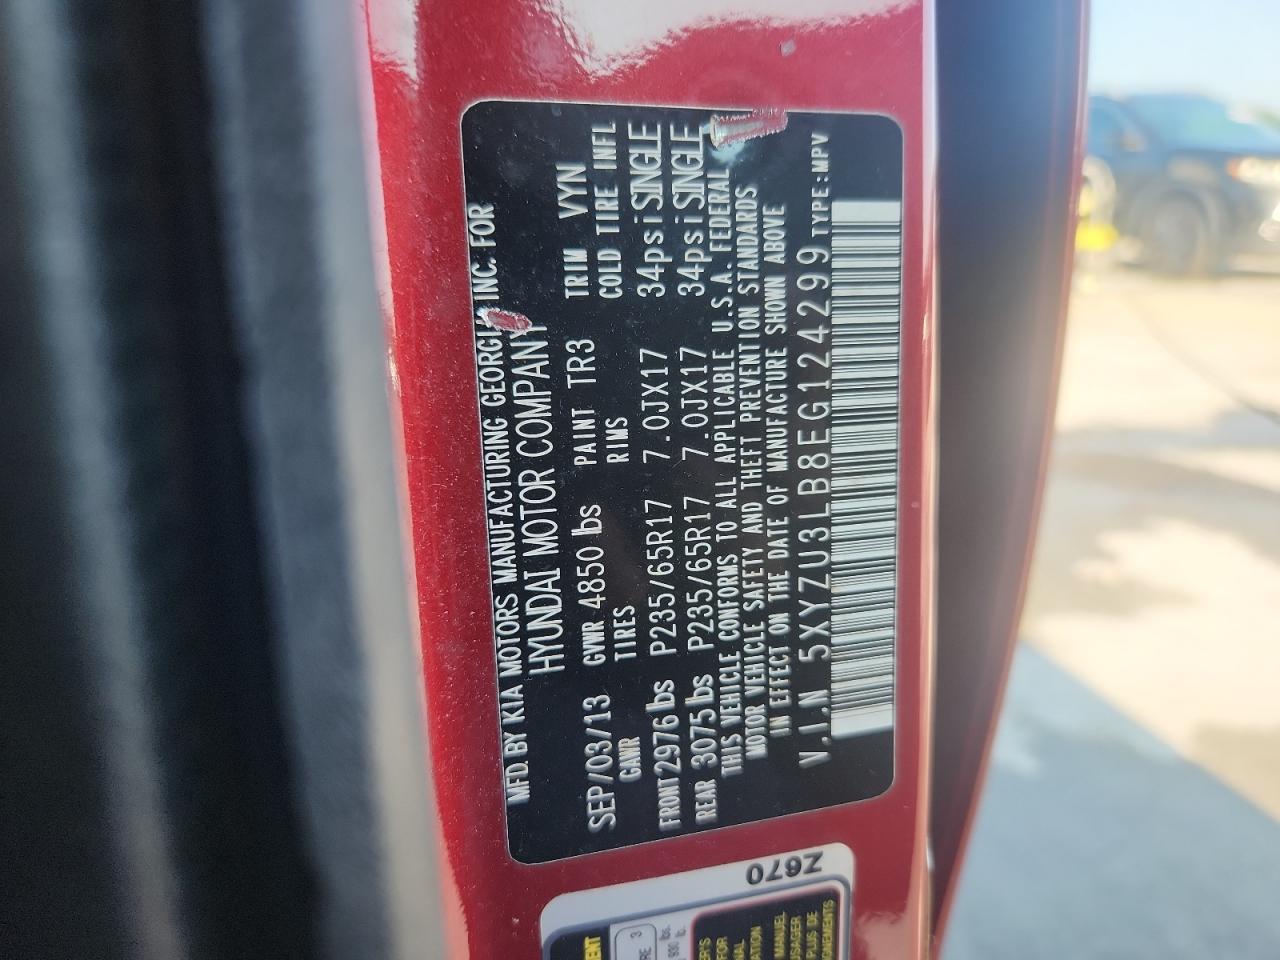 MFD. BY KIA MOTORS MANUFACTURING GEORGIA INC. FOR
HYUNDAI MOTOR COMPANY
SEP/03/13 GVWR 4850 lbs PAINT TR3 TRIM VYN
GAWR TIRES RIMS COLD TIRE INFL
FRONT 2976 lbs P235/65R17 7.0JX17 34psi SINGLE
REAR 3075 lbs P235/65R17 7.0JX17 34psi SINGLE
THIS VEHICLE CONFORMS TO ALL APPLICABLE U.S.A. FEDERAL
MOTOR VEHICLE SAFETY AND THEFT PREVENTION STANDARDS
IN EFFECT ON THE DATE OF MANUFACTURE SHOWN ABOVE
V.I.N 5XYZU3LB8EG124299 TYPE:MPV
Z670